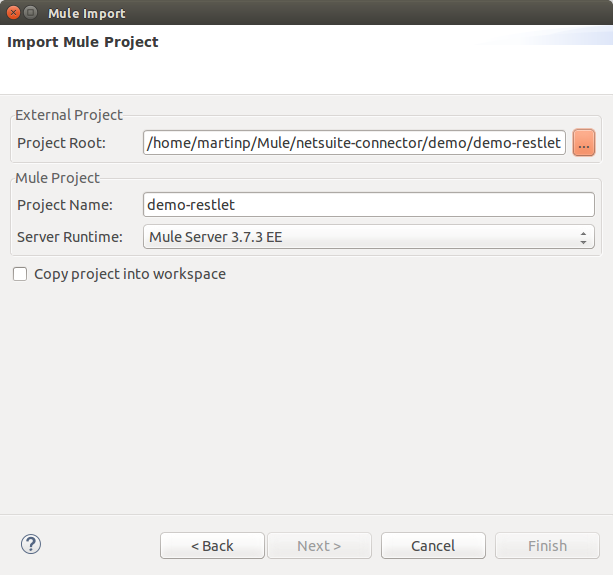 Mule Import
Import Mule Project
External Project
Project Root: /home/martinp/Mule/netsuite-connector/demo/demo-restlet ...
Mule Project
Project Name: demo-restlet
Server Runtime: Mule Server 3.7.3 EE
Copy project into workspace
? < Back Next > Cancel Finish